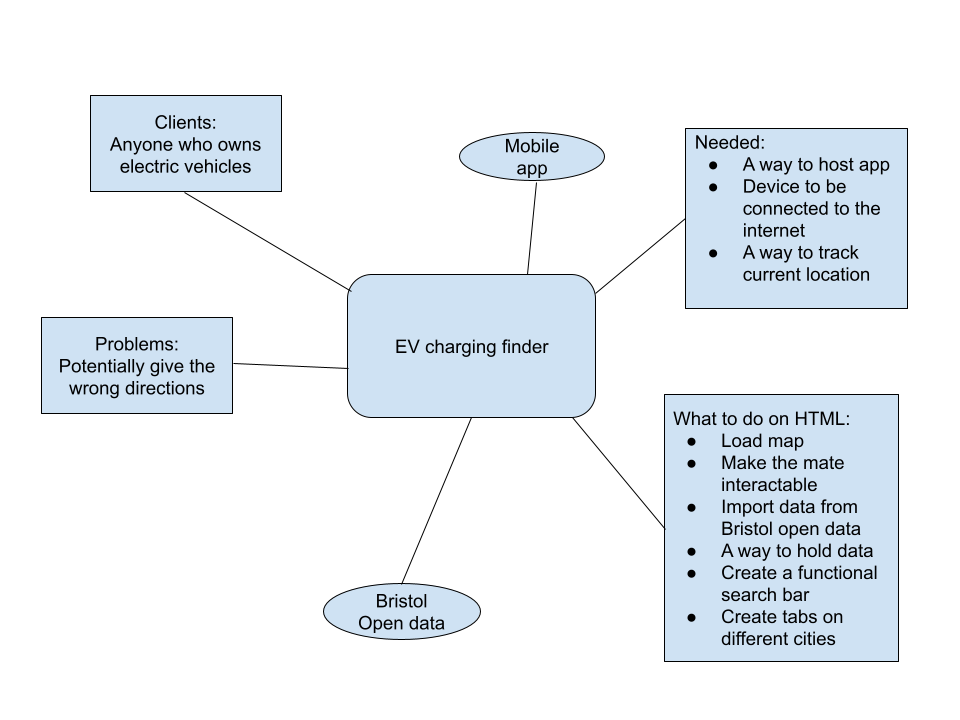 Clients:
Anyone who owns
electric vehicles
Mobile
app
Needed:
● A way to host app
● Device to be
connected to the
internet
● A way to track
current location
EV charging finder
Problems:
Potentially give the
wrong directions
What to do on HTML:
● Load map
● Make the mate
interactable
● Import data from
Bristol open data
● A way to hold data
● Create a functional
search bar
● Create tabs on
different cities
Bristol
Open data